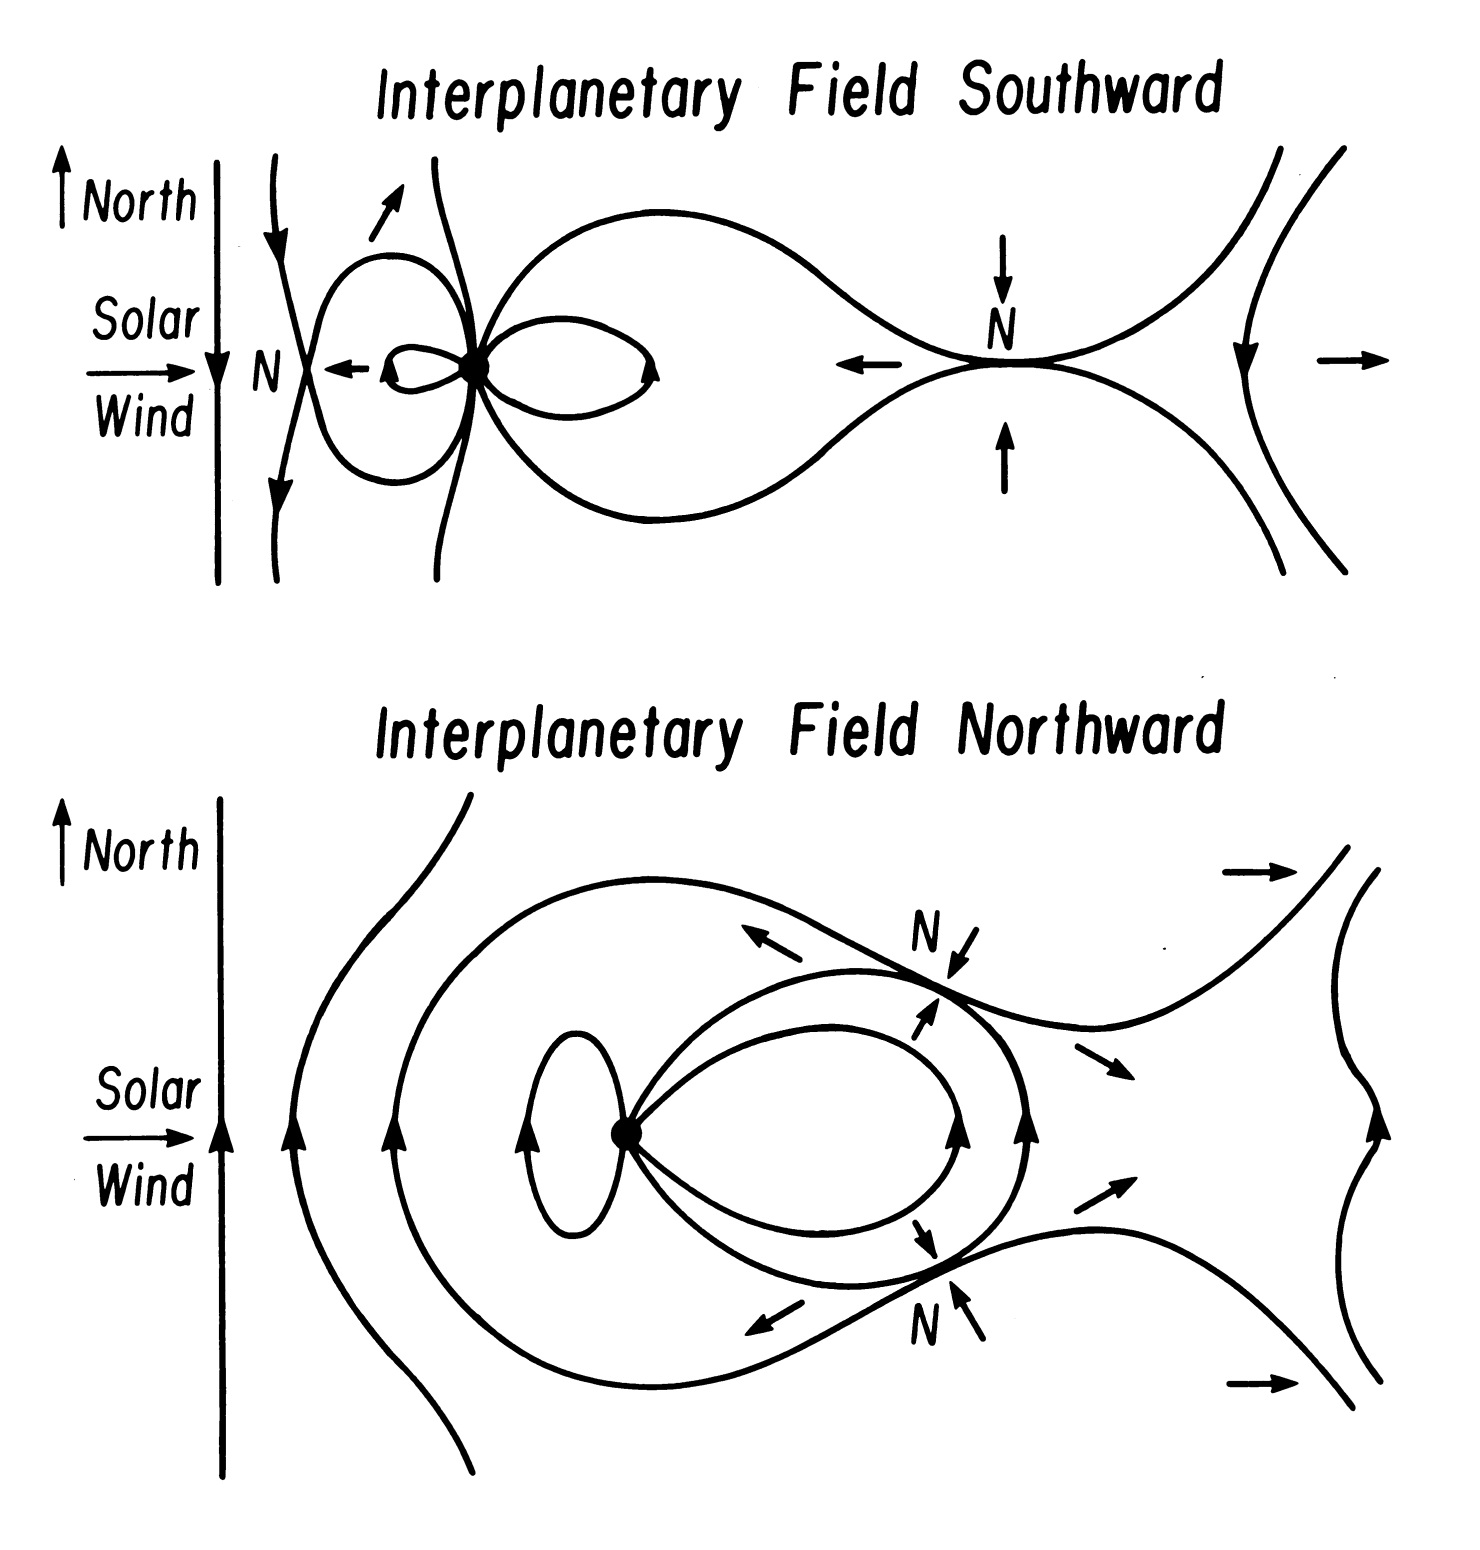 Interplanetary Field Southward
North
Solar
Wind
N
N
Interplanetary Field Northward
North
Solar
Wind
N
N